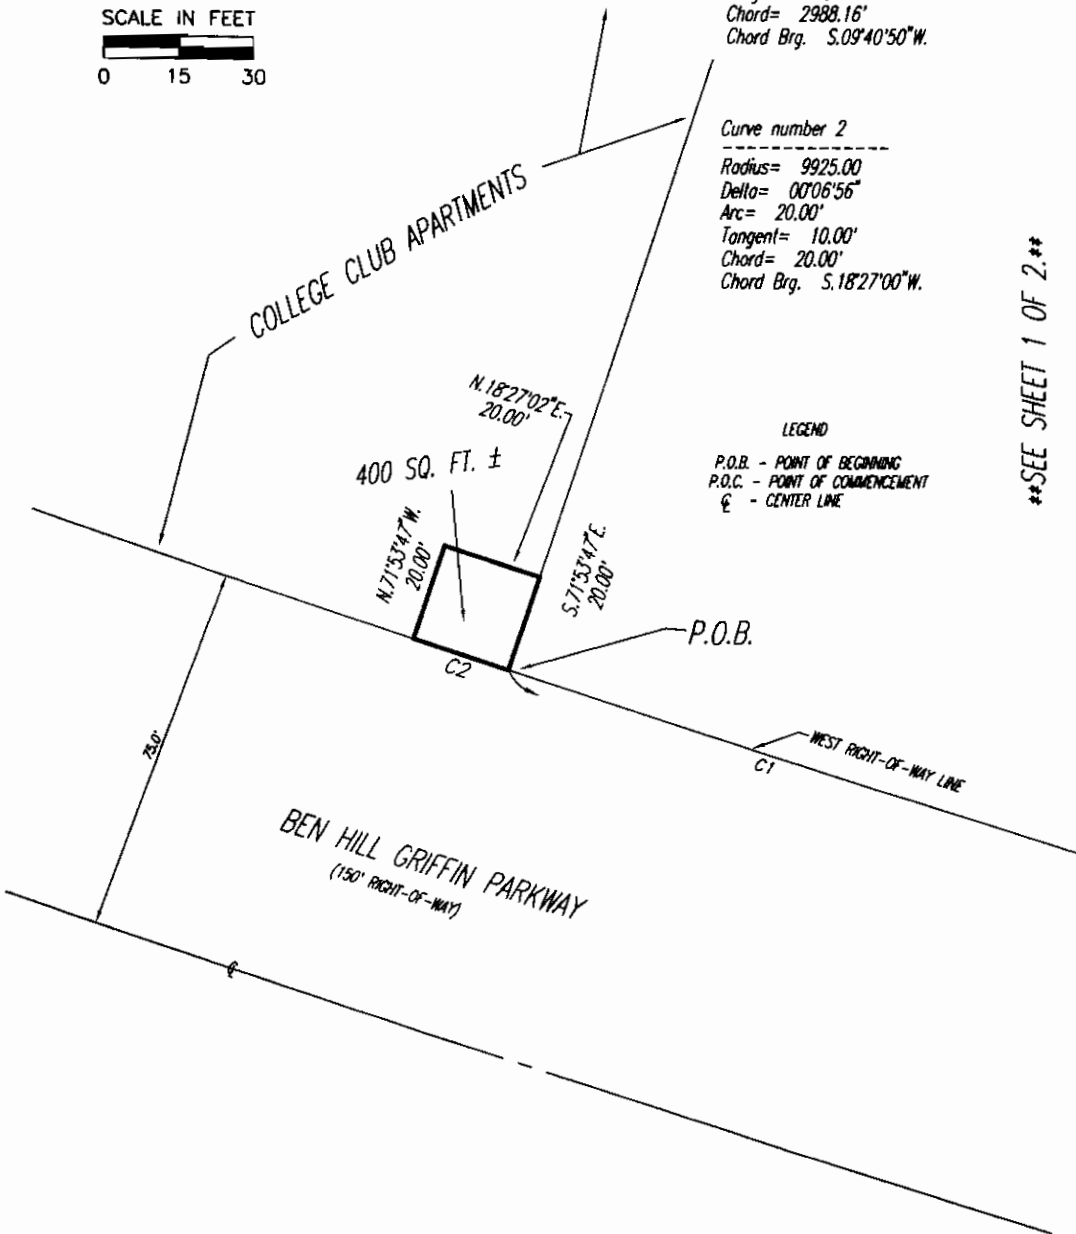 SCALE IN FEET
0 15 30
Chord= 2988.16'
Chord Brg. S.09°40'50"W.
Curve number 2
Radius= 9925.00
Delta= 00°06'56"
Arc= 20.00'
Tangent= 10.00'
Chord= 20.00'
Chord Brg. S.18°27'00"W.
COLLEGE CLUB APARTMENTS
**SEE SHEET 1 OF 2.**
N.18°27'02"E.
20.00'
400 SQ. FT. ±
LEGEND
P.O.B. - POINT OF BEGINNING
P.O.C. - POINT OF COMMENCEMENT
℄ - CENTER LINE
N.71°53'47"W.
20.00'
S.71°53'47"E.
20.00'
P.O.B.
C2
WEST RIGHT-OF-WAY LINE
C1
75.0'
BEN HILL GRIFFIN PARKWAY
(150' RIGHT-OF-WAY)
℄